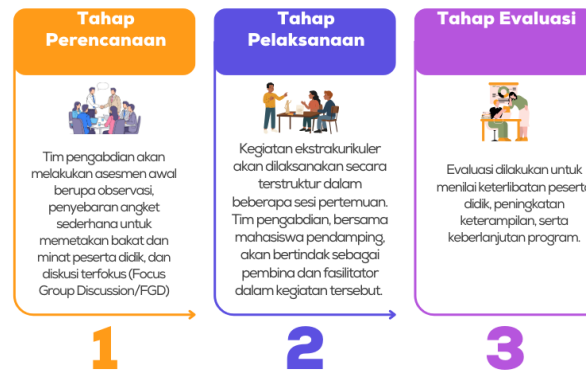 Tahap
Perencanaan
Tim pengabdian akan
melakukan asesmen awal
berupa observasi,
penyebaran angket
sederhana untuk
memetakan bakat dan
minat peserta didik, dan
diskusi terfokus (Focus
Group Discussion/FGD)
1
Tahap
Pelaksanaan
Kegiatan ekstrakurikuler
akan dilaksanakan secara
terstruktur dalam
beberapa sesi pertemuan.
Tim pengabdian, bersama
mahasiswa pendamping,
akan bertindak sebagai
pembina dan fasilitator
dalam kegiatan tersebut.
2
Tahap Evaluasi
Evaluasi dilakukan untuk
menilai keterlibatan peserta
didik, peningkatan
keterampilan, serta
keberlanjutan program.
3